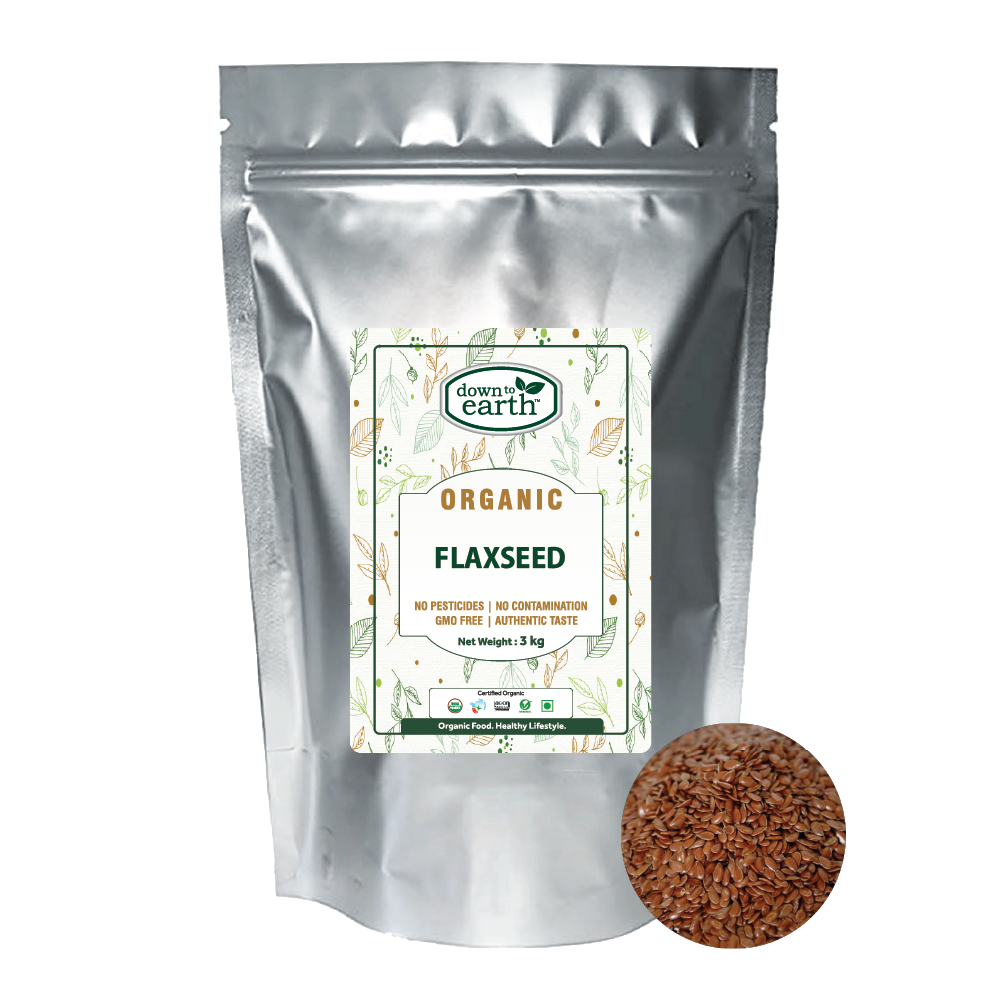 down to
earth™
ORGANIC
FLAXSEED
NO PESTICIDES | NO CONTAMINATION
GMO FREE | AUTHENTIC TASTE
Net Weight : 3 kg
Certified Organic
Organic Food. Healthy Lifestyle.